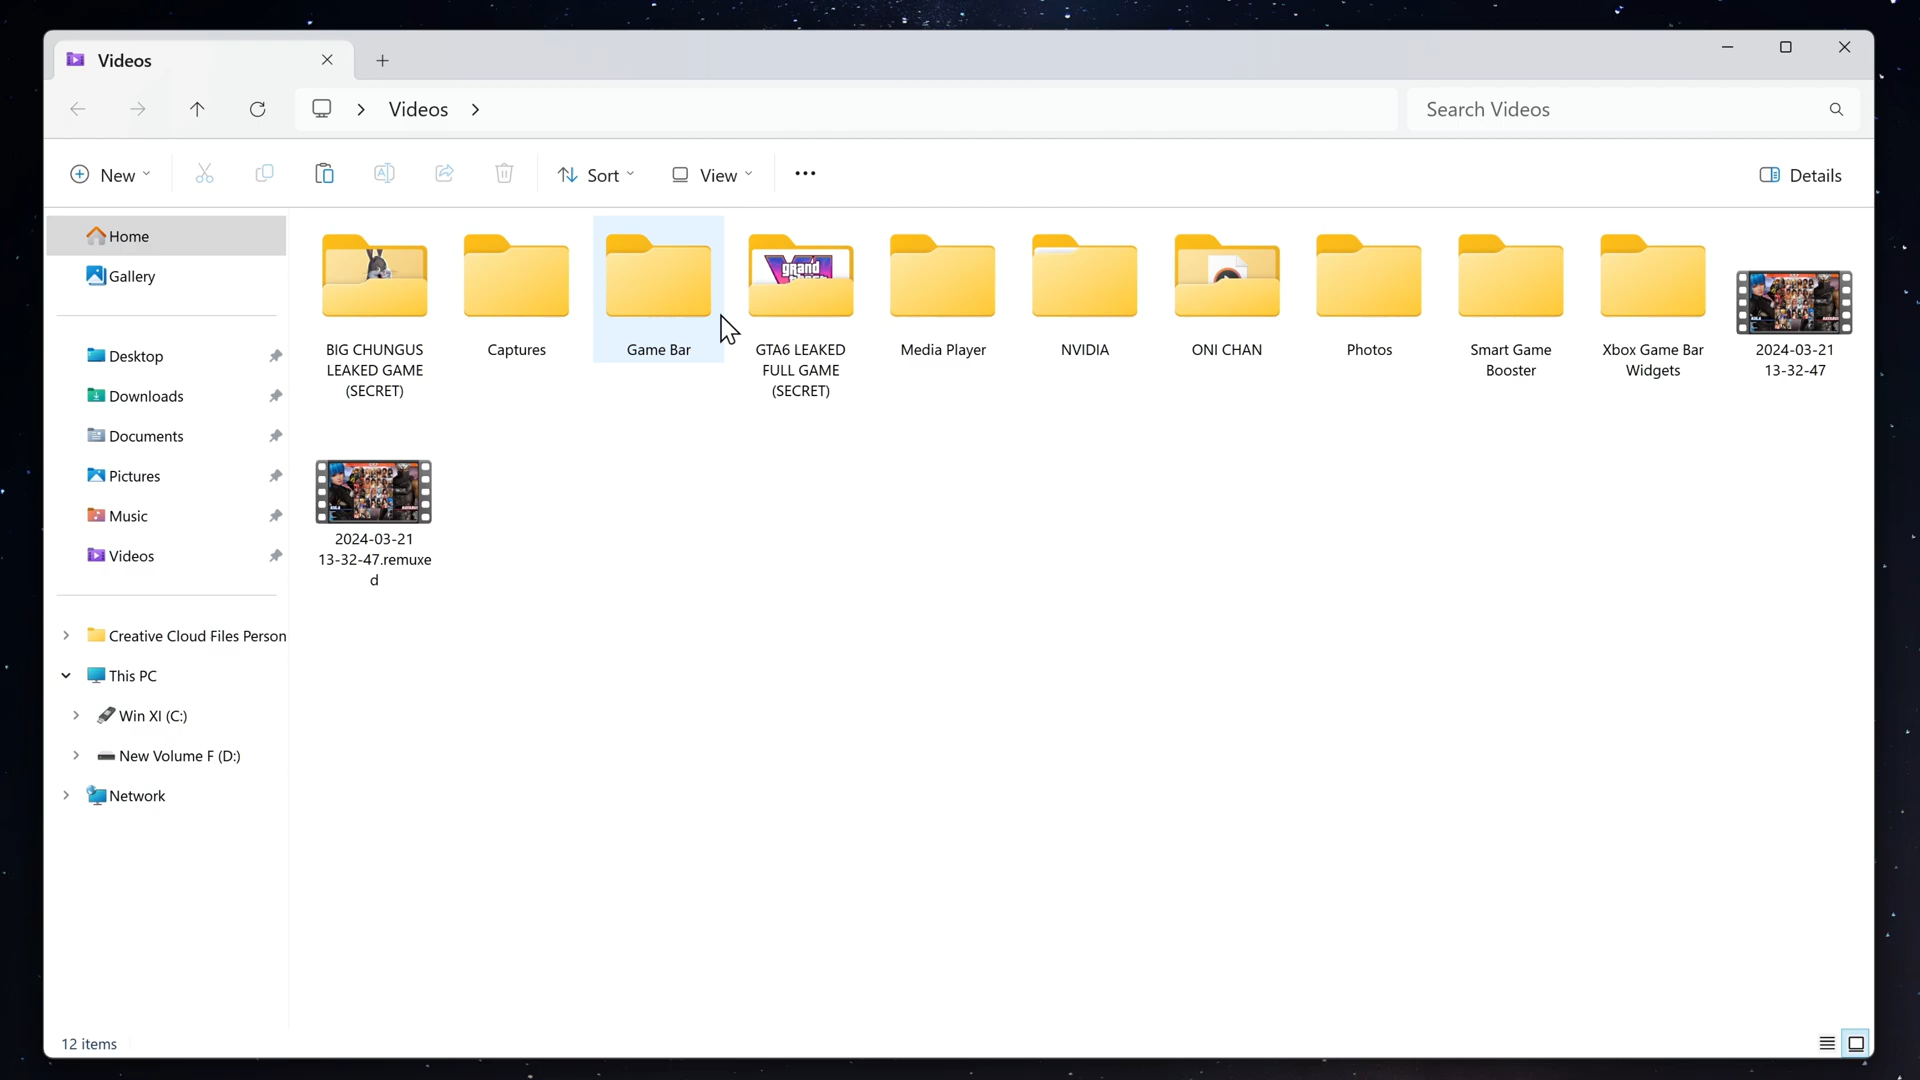 Videos
Videos
Search Videos
New
Sort
View
Details
Home
Gallery
Desktop
Downloads
Documents
Pictures
Music
Videos
Creative Cloud Files Person
This PC
Win XI (C:)
New Volume F (D:)
Network
grand
BIG CHUNGUS
LEAKED GAME
(SECRET)
Captures
Game Bar
GTA6 LEAKED
FULL GAME
(SECRET)
Media Player
NVIDIA
ONI CHAN
Photos
Smart Game
Booster
Xbox Game Bar
Widgets
2024-03-21
13-32-47
2024-03-21
13-32-47.remuxe
d
12 items